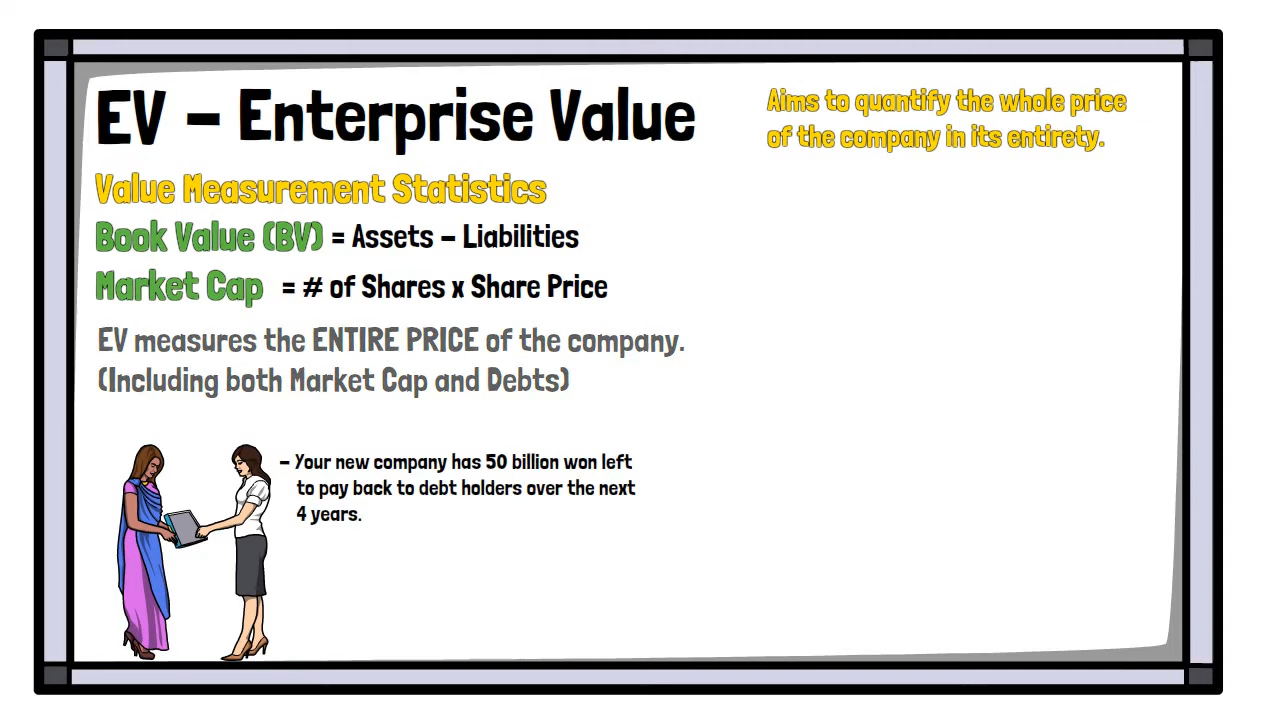 EV – Enterprise Value
Aims to quantify the whole price
of the company in its entirety.
Value Measurement Statistics
Book Value (BV) = Assets – Liabilities
Market Cap = # of Shares x Share Price
EV measures the ENTIRE PRICE of the company.
(Including both Market Cap and Debts)
– Your new company has 50 billion won left
to pay back to debt holders over the next
4 years.